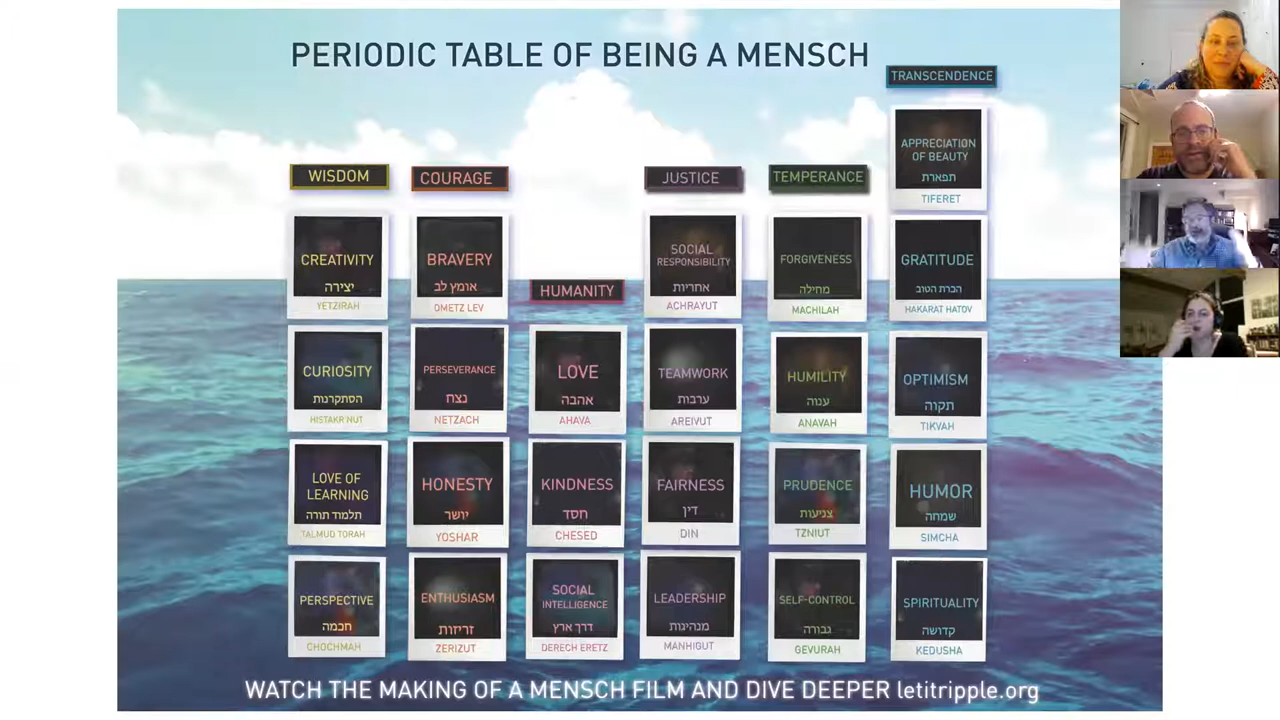 PERIODIC TABLE OF BEING A MENSCH
WISDOM
CREATIVITY
יצירה
YETZIRAH
CURIOSITY
הסתקרנות
HISTAKR'NUT
LOVE OF
LEARNING
תלמוד תורה
TALMUD TORAH
PERSPECTIVE
חכמה
CHOCHMAH
COURAGE
BRAVERY
אומץ לב
OMETZ LEV
PERSEVERANCE
נצח
NETZACH
HONESTY
יושר
YOSHAR
ENTHUSIASM
זריזות
ZERIZUT
HUMANITY
LOVE
אהבה
AHAVA
KINDNESS
חסד
CHESED
SOCIAL
INTELLIGENCE
דרך ארץ
DERECH ERETZ
JUSTICE
SOCIAL
RESPONSIBILITY
אחריות
ACHRAYUT
TEAMWORK
ערבות
AREIVUT
FAIRNESS
דין
DIN
LEADERSHIP
מנהיגות
MANHIGUT
TEMPERANCE
FORGIVENESS
מחילה
MACHILAH
HUMILITY
ענוה
ANAVAH
PRUDENCE
צניעות
TZNIUT
SELF-CONTROL
גבורה
GEVURAH
TRANSCENDENCE
APPRECIATION
OF BEAUTY
תפארת
TIFERET
GRATITUDE
הכרת הטוב
HAKARAT HATOV
OPTIMISM
תקוה
TIKVAH
HUMOR
שמחה
SIMCHA
SPIRITUALITY
קדושה
KEDUSHA
WATCH THE MAKING OF A MENSCH FILM AND DIVE DEEPER letitripple.org